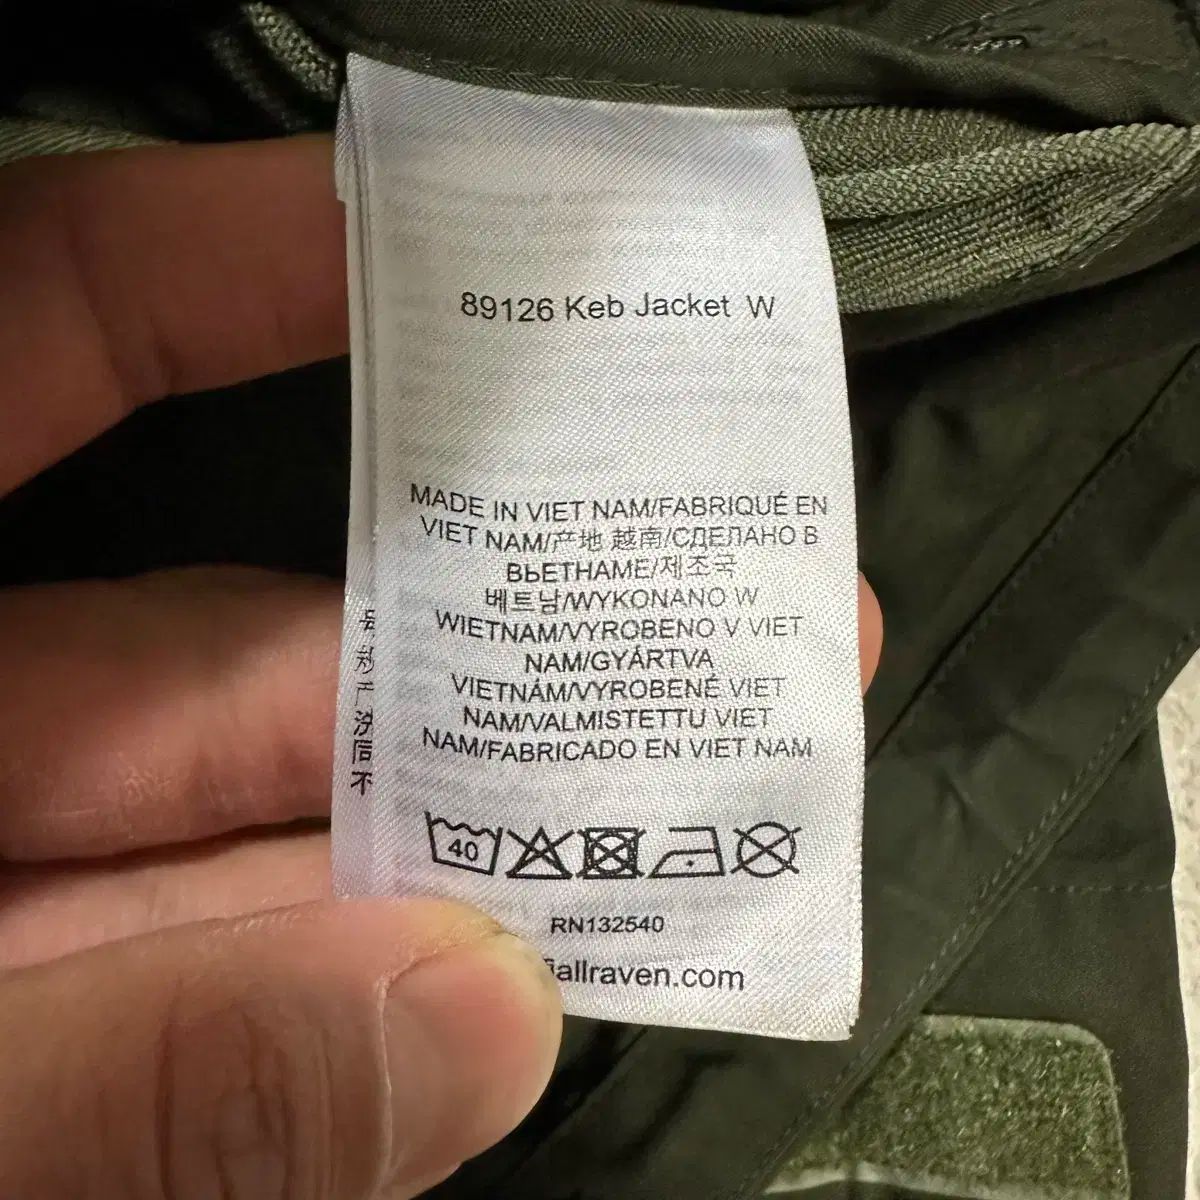 89126 Keb Jacket W
MADE IN VIET NAM/FABRIQUÉ EN
VIET NAM/产地 越南/СДЕЛАНО В
ВЬЕТНАМЕ/제조국
베트남/WYKONANO W
WIETNAM/VYROBENO V VIET
NAM/GYÁRTVA
VIETNÁM/VYROBENÉ VIET
NAM/VALMISTETTU VIET
NAM/FABRICADO EN VIET NAM
40
RN132540
jallraven.com